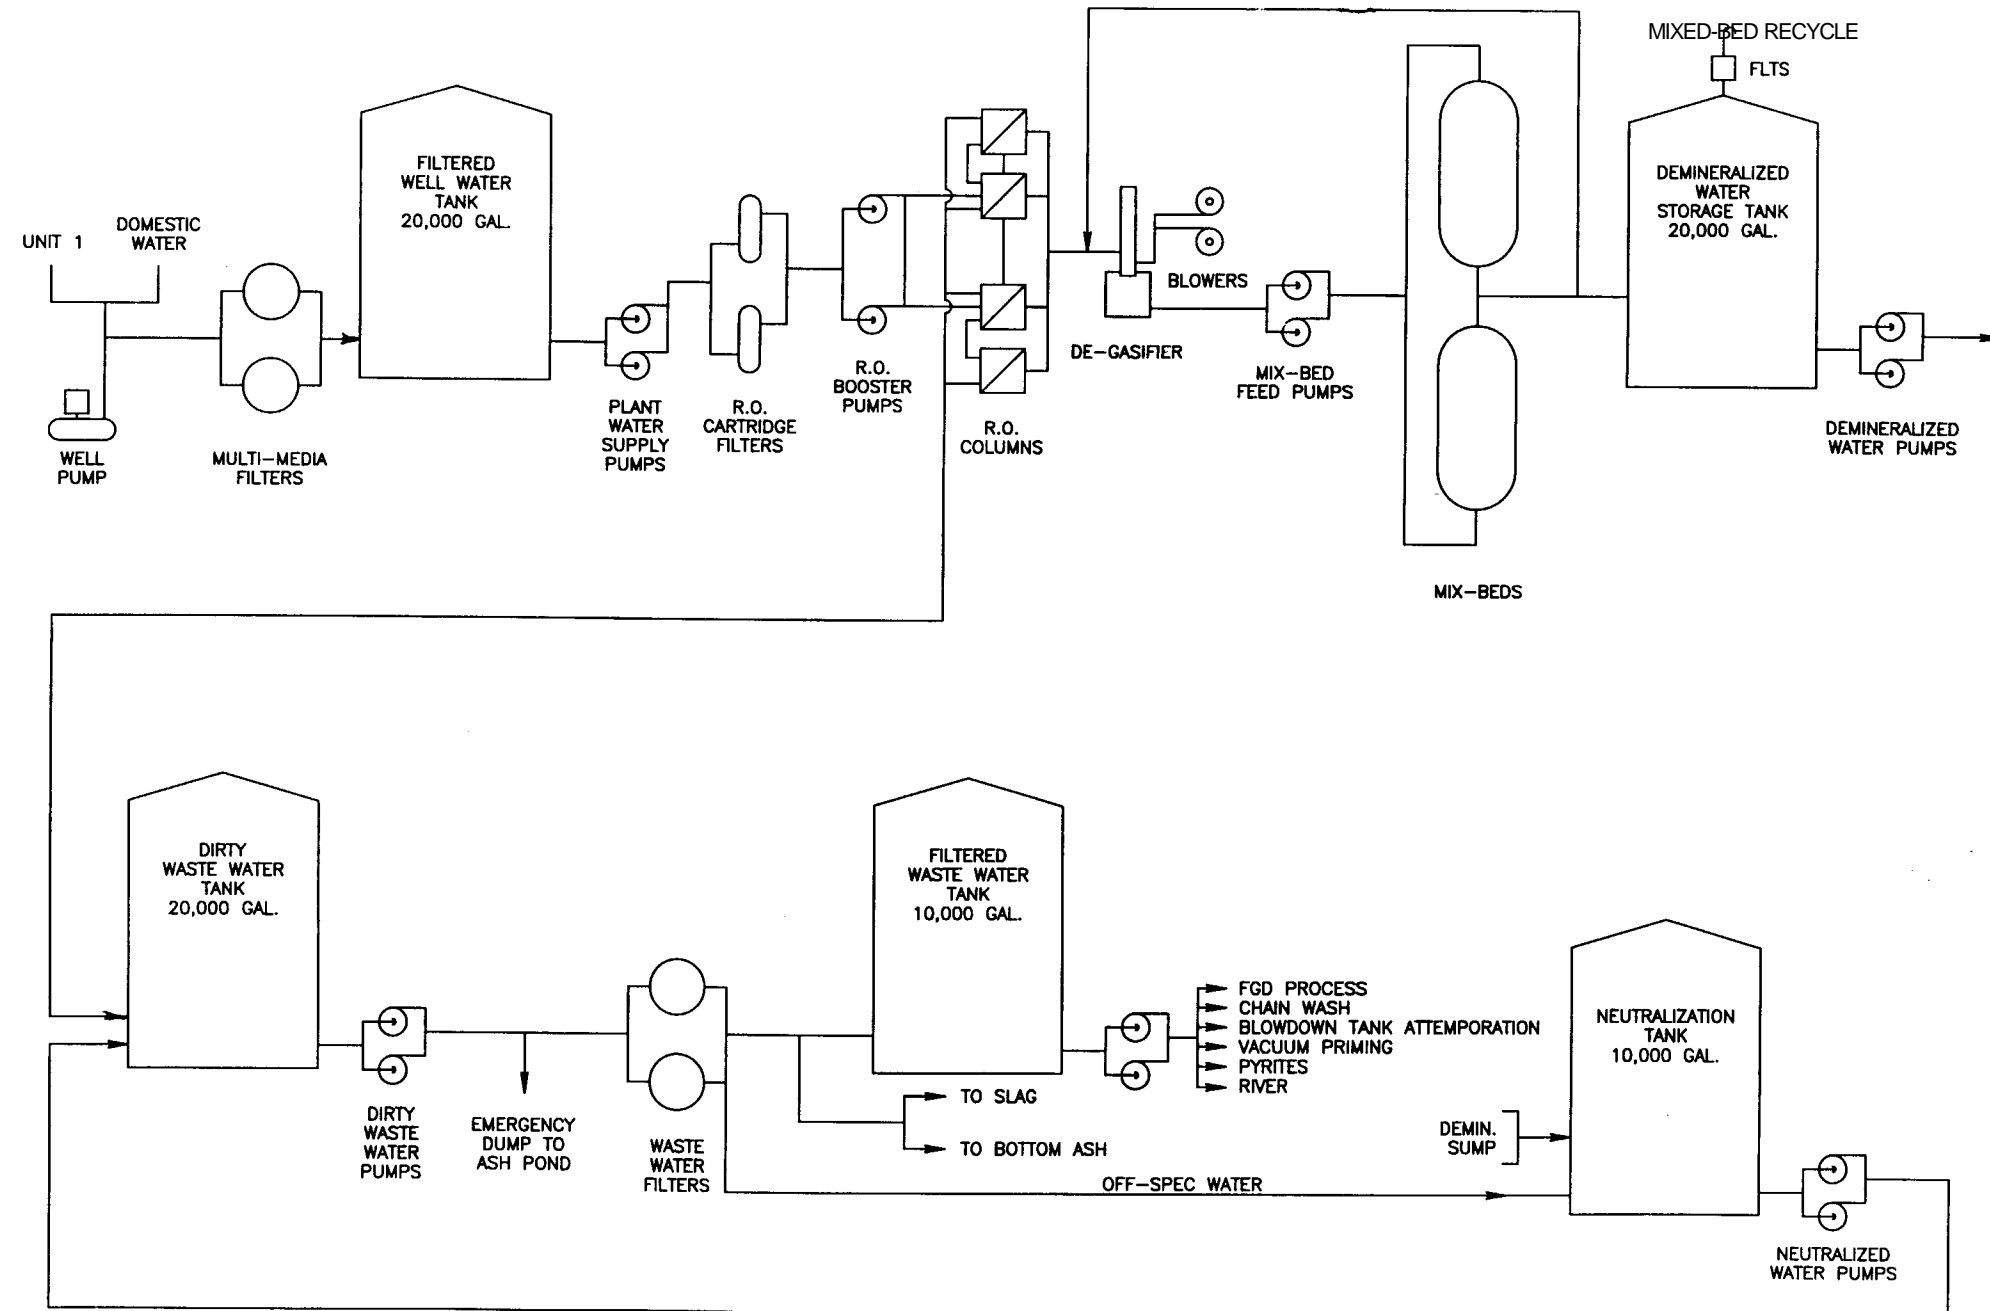 MIXED-BED RECYCLE
FLTS
UNIT 1
DOMESTIC
WATER
FILTERED
WELL WATER
TANK
20,000 GAL.
DEMINERALIZED
WATER
STORAGE TANK
20,000 GAL.
BLOWERS
DE-GASIFIER
WELL
PUMP
MULTI-MEDIA
FILTERS
PLANT
WATER
SUPPLY
PUMPS
R.O.
CARTRIDGE
FILTERS
R.O.
BOOSTER
PUMPS
R.O.
COLUMNS
MIX-BED
FEED PUMPS
DEMINERALIZED
WATER PUMPS
MIX-BEDS
DIRTY
WASTE WATER
TANK
20,000 GAL.
FILTERED
WASTE WATER
TANK
10,000 GAL.
FGD PROCESS
CHAIN WASH
BLOWDOWN TANK ATTEMPORATION
VACUUM PRIMING
PYRITES
RIVER
NEUTRALIZATION
TANK
10,000 GAL.
DIRTY
WASTE
WATER
PUMPS
EMERGENCY
DUMP TO
ASH POND
WASTE
WATER
FILTERS
TO SLAG
TO BOTTOM ASH
OFF-SPEC WATER
DEMIN.
SUMP
NEUTRALIZED
WATER PUMPS